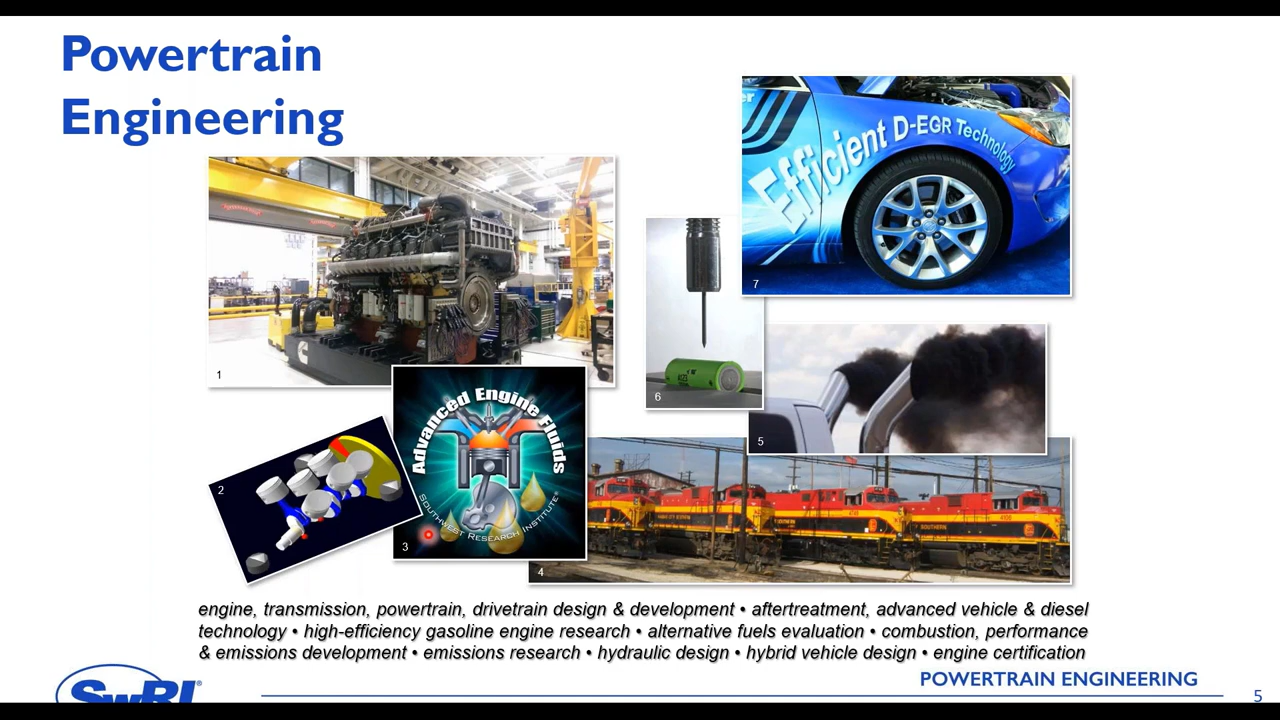 Powertrain
Engineering
er
Efficient D-EGR Technology
7
1
6
5
2
Advanced Engine Fluids
SOUTHWEST RESEARCH INSTITUTE®
3
4
SOUTHERN
engine, transmission, powertrain, drivetrain design & development • aftertreatment, advanced vehicle & diesel
technology • high-efficiency gasoline engine research • alternative fuels evaluation • combustion, performance
& emissions development • emissions research • hydraulic design • hybrid vehicle design • engine certification
SwRI®
POWERTRAIN ENGINEERING
5